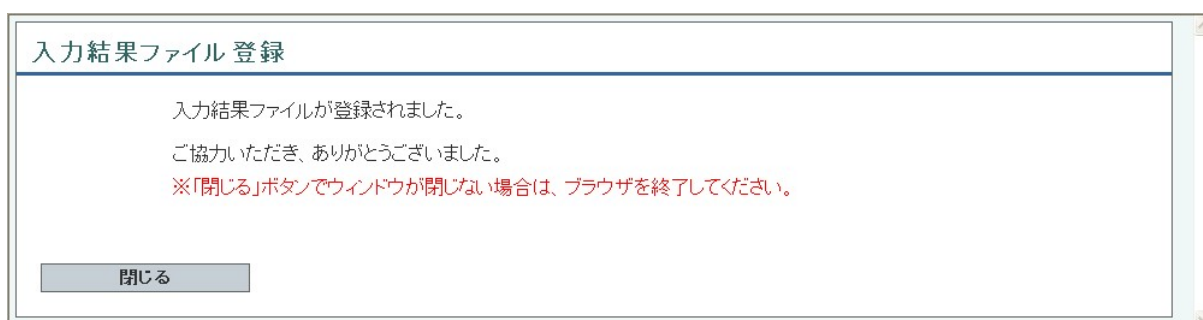 入力結果ファイル 登録
入力結果ファイルが登録されました。
ご協力いただき、ありがとうございました。
※「閉じる」ボタンでウィンドウが閉じない場合は、ブラウザを終了してください。
閉じる